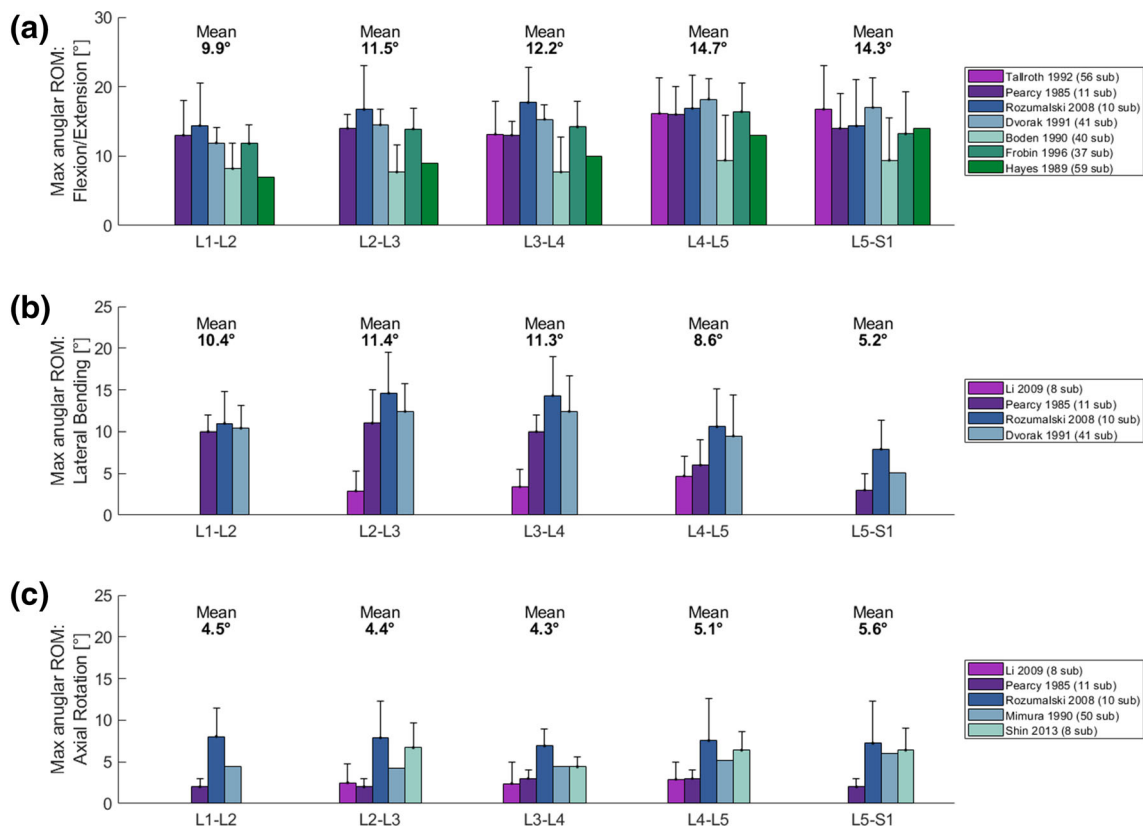 (a)
Max anuglar ROM:
Flexion/Extension [°]
30
20
10
0
Mean
9.9°
Mean
11.5°
Mean
12.2°
Mean
14.7°
Mean
14.3°
L1-L2
L2-L3
L3-L4
L4-L5
L5-S1
Tallroth 1992 (56 sub)
Pearcy 1985 (11 sub)
Rozumalski 2008 (10 sub)
Dvorak 1991 (41 sub)
Boden 1990 (40 sub)
Frobin 1996 (37 sub)
Hayes 1989 (59 sub)
(b)
Max anuglar ROM:
Lateral Bending [°]
25
20
15
10
5
0
Mean
10.4°
Mean
11.4°
Mean
11.3°
Mean
8.6°
Mean
5.2°
L1-L2
L2-L3
L3-L4
L4-L5
L5-S1
Li 2009 (8 sub)
Pearcy 1985 (11 sub)
Rozumalski 2008 (10 sub)
Dvorak 1991 (41 sub)
(c)
Max anuglar ROM:
Axial Rotation [°]
25
20
15
10
5
0
Mean
4.5°
Mean
4.4°
Mean
4.3°
Mean
5.1°
Mean
5.6°
L1-L2
L2-L3
L3-L4
L4-L5
L5-S1
Li 2009 (8 sub)
Pearcy 1985 (11 sub)
Rozumalski 2008 (10 sub)
Mimura 1990 (50 sub)
Shin 2013 (8 sub)